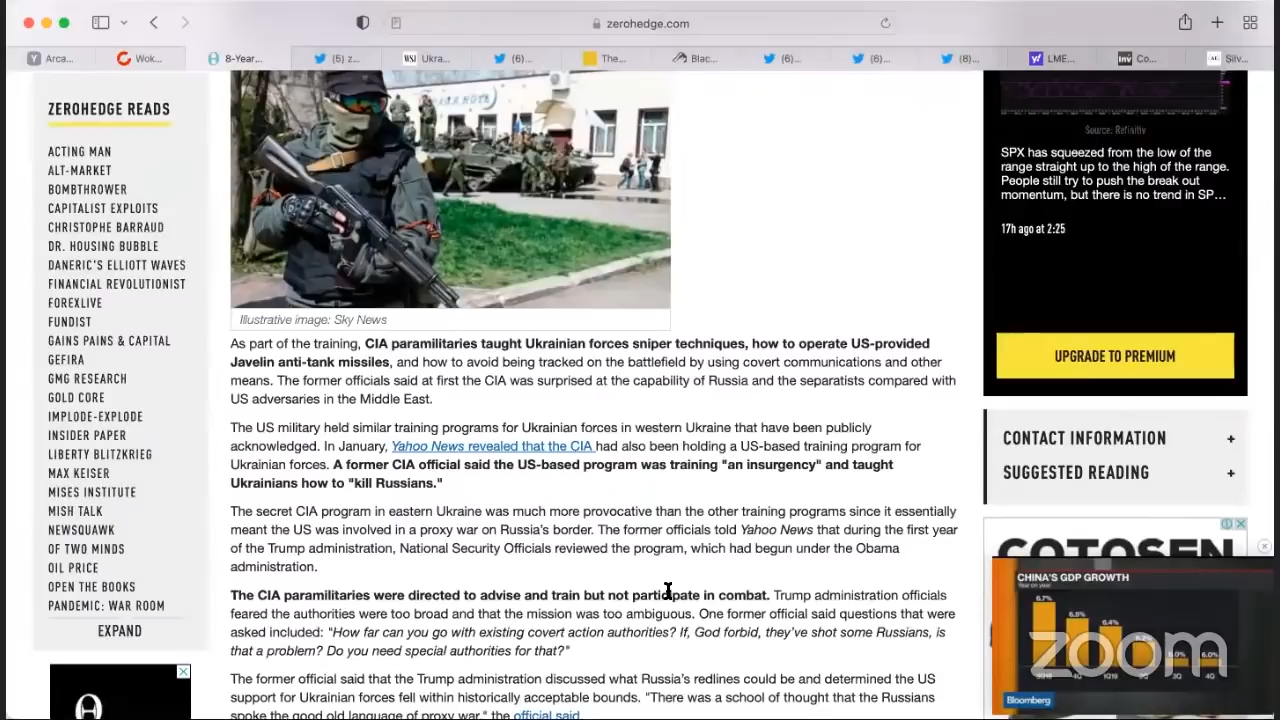 zerohedge.com
Arca...
Wok...
8-Year...
(5) z...
WSJ
Ukra...
(6)...
The...
Blac...
(6)...
(6)...
(8)...
LME...
Inv
Co...
Silv...
ZEROHEDGE READS
ACTING MAN
ALT-MARKET
BOMBTHROWER
CAPITALIST EXPLOITS
CHRISTOPHE BARRAUD
DR. HOUSING BUBBLE
DANERIC'S ELLIOTT WAVES
FINANCIAL REVOLUTIONIST
FOREXLIVE
FUNDIST
GAINS PAINS & CAPITAL
GEFIRA
GMG RESEARCH
GOLD CORE
IMPLODE-EXPLODE
INSIDER PAPER
LIBERTY BLITZKRIEG
MAX KEISER
MISES INSTITUTE
MISH TALK
NEWSQUAWK
OF TWO MINDS
OIL PRICE
OPEN THE BOOKS
PANDEMIC: WAR ROOM
EXPAND
Illustrative image: Sky News
As part of the training, CIA paramilitaries taught Ukrainian forces sniper techniques, how to operate US-provided
Javelin anti-tank missiles, and how to avoid being tracked on the battlefield by using covert communications and other
means. The former officials said at first the CIA was surprised at the capability of Russia and the separatists compared with
US adversaries in the Middle East.
The US military held similar training programs for Ukrainian forces in western Ukraine that have been publicly
acknowledged. In January, Yahoo News revealed that the CIA had also been holding a US-based training program for
Ukrainian forces. A former CIA official said the US-based program was training "an insurgency" and taught
Ukrainians how to "kill Russians."
The secret CIA program in eastern Ukraine was much more provocative than the other training programs since it essentially
meant the US was involved in a proxy war on Russia's border. The former officials told Yahoo News that during the first year
of the Trump administration, National Security Officials reviewed the program, which had begun under the Obama
administration.
The CIA paramilitaries were directed to advise and train but not participate in combat. Trump administration officials
feared the authorities were too broad and that the mission was too ambiguous. One former official said questions that were
asked included: "How far can you go with existing covert action authorities? If, God forbid, they've shot some Russians, is
that a problem? Do you need special authorities for that?"
The former official said that the Trump administration discussed what Russia's redlines could be and determined the US
support for Ukrainian forces fell within historically acceptable bounds. "There was a school of thought that the Russians
spoke the good old language of proxy war," the official said.
Source: Refinitiv
SPX has squeezed from the low of the
range straight up to the high of the range.
People still try to push the break out
momentum, but there is no trend in SP...
17h ago at 2:25
UPGRADE TO PREMIUM
CONTACT INFORMATION +
SUGGESTED READING +
COTOSEN
CHINA'S GDP GROWTH
Year on year
6.7%
6.5%
6.4%
6.0%
6.0%
1Q19
4Q
Bloomberg
zoom